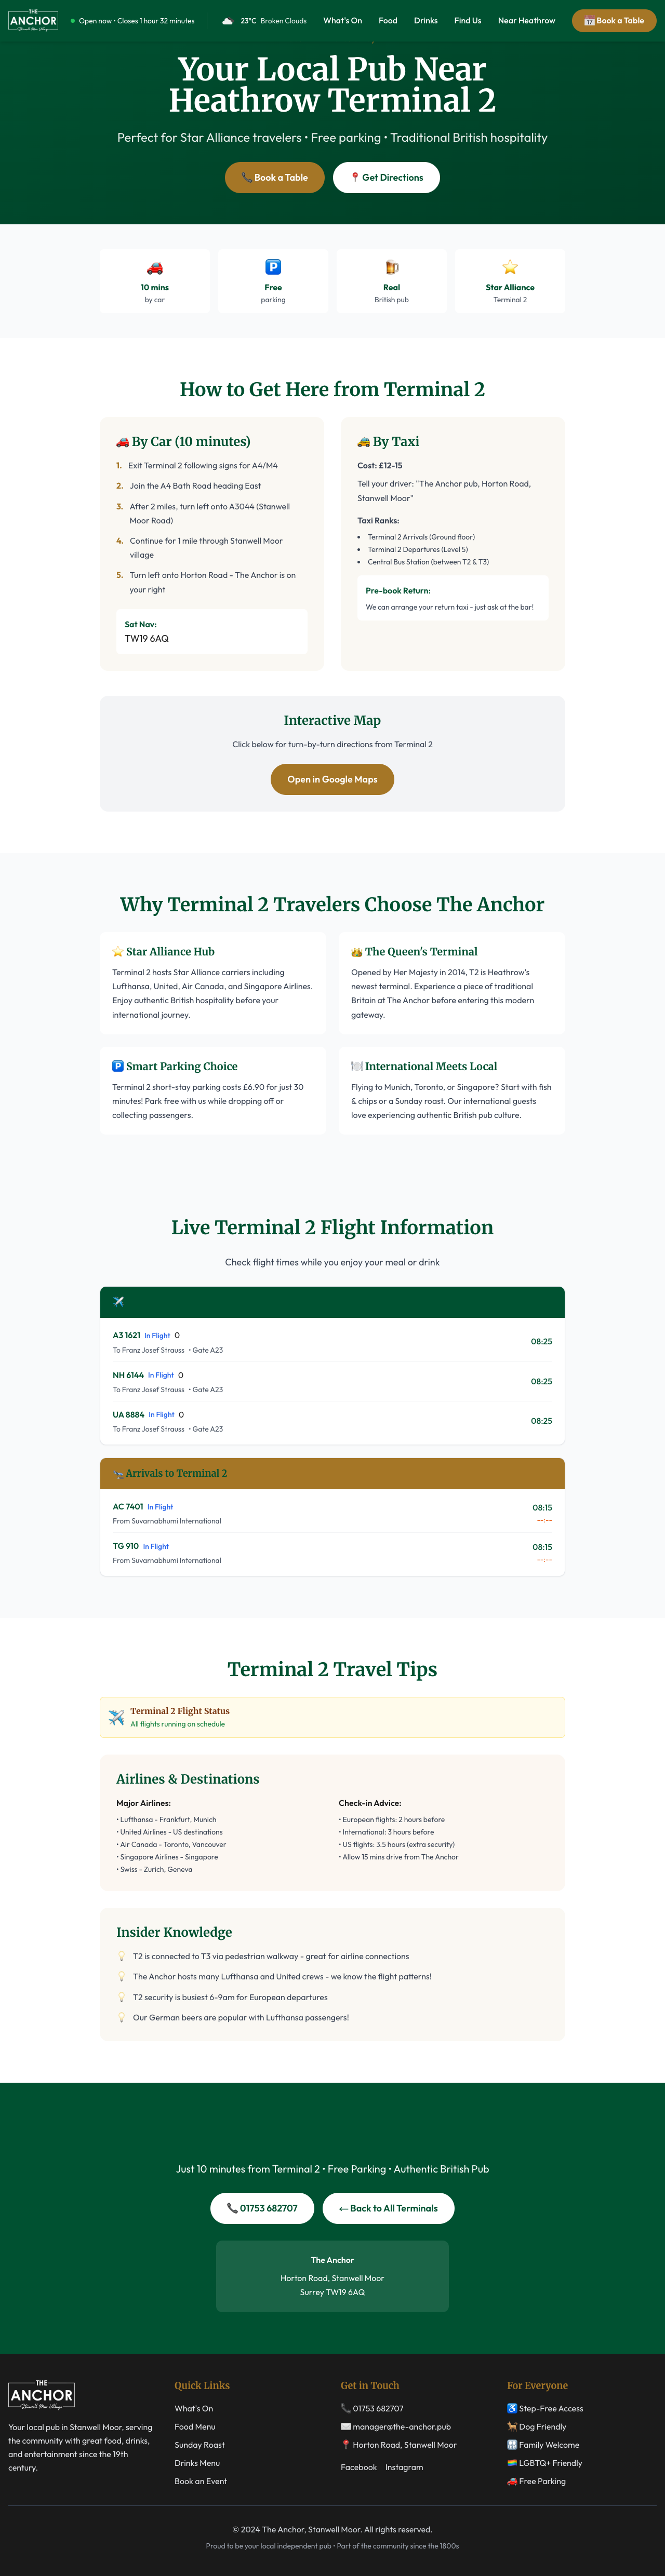 THE
ANCHOR
Stanwell Moor Village
Open now • Closes 1 hour 32 minutes
23°C Broken Clouds
What's On
Food
Drinks
Find Us
Near Heathrow
Book a Table
Your Local Pub Near
Heathrow Terminal 2
Perfect for Star Alliance travelers • Free parking • Traditional British hospitality
Book a Table
Get Directions
10 mins
by car
P
Free
parking
Real
British pub
Star Alliance
Terminal 2
How to Get Here from Terminal 2
By Car (10 minutes)
1. Exit Terminal 2 following signs for A4/M4
2. Join the A4 Bath Road heading East
3. After 2 miles, turn left onto A3044 (Stanwell
Moor Road)
4. Continue for 1 mile through Stanwell Moor
village
5. Turn left onto Horton Road - The Anchor is on
your right
Sat Nav:
TW19 6AQ
By Taxi
Cost: £12-15
Tell your driver: "The Anchor pub, Horton Road,
Stanwell Moor"
Taxi Ranks:
• Terminal 2 Arrivals (Ground floor)
• Terminal 2 Departures (Level 5)
• Central Bus Station (between T2 & T3)
Pre-book Return:
We can arrange your return taxi - just ask at the bar!
Interactive Map
Click below for turn-by-turn directions from Terminal 2
Open in Google Maps
Why Terminal 2 Travelers Choose The Anchor
Star Alliance Hub
Terminal 2 hosts Star Alliance carriers including
Lufthansa, United, Air Canada, and Singapore Airlines.
Enjoy authentic British hospitality before your
international journey.
The Queen's Terminal
Opened by Her Majesty in 2014, T2 is Heathrow's
newest terminal. Experience a piece of traditional
Britain at The Anchor before entering this modern
gateway.
P Smart Parking Choice
Terminal 2 short-stay parking costs £6.90 for just 30
minutes! Park free with us while dropping off or
collecting passengers.
International Meets Local
Flying to Munich, Toronto, or Singapore? Start with fish
& chips or a Sunday roast. Our international guests
love experiencing authentic British pub culture.
Live Terminal 2 Flight Information
Check flight times while you enjoy your meal or drink
A3 1621 In Flight 0
To Franz Josef Strauss • Gate A23
08:25
NH 6144 In Flight 0
To Franz Josef Strauss • Gate A23
08:25
UA 8884 In Flight 0
To Franz Josef Strauss • Gate A23
08:25
Arrivals to Terminal 2
AC 7401 In Flight
From Suvarnabhumi International
08:15
--:--
TG 910 In Flight
From Suvarnabhumi International
08:15
--:--
Terminal 2 Travel Tips
Terminal 2 Flight Status
All flights running on schedule
Airlines & Destinations
Major Airlines:
• Lufthansa - Frankfurt, Munich
• United Airlines - US destinations
• Air Canada - Toronto, Vancouver
• Singapore Airlines - Singapore
• Swiss - Zurich, Geneva
Check-in Advice:
• European flights: 2 hours before
• International: 3 hours before
• US flights: 3.5 hours (extra security)
• Allow 15 mins drive from The Anchor
Insider Knowledge
T2 is connected to T3 via pedestrian walkway - great for airline connections
The Anchor hosts many Lufthansa and United crews - we know the flight patterns!
T2 security is busiest 6-9am for European departures
Our German beers are popular with Lufthansa passengers!
Just 10 minutes from Terminal 2 • Free Parking • Authentic British Pub
01753 682707
← Back to All Terminals
The Anchor
Horton Road, Stanwell Moor
Surrey TW19 6AQ
THE
ANCHOR
Stanwell Moor Village
Your local pub in Stanwell Moor, serving
the community with great food, drinks,
and entertainment since the 19th
century.
Quick Links
What's On
Food Menu
Sunday Roast
Drinks Menu
Book an Event
Get in Touch
01753 682707
manager@the-anchor.pub
Horton Road, Stanwell Moor
Facebook Instagram
For Everyone
Step-Free Access
Dog Friendly
Family Welcome
LGBTQ+ Friendly
Free Parking
© 2024 The Anchor, Stanwell Moor. All rights reserved.
Proud to be your local independent pub • Part of the community since the 1800s